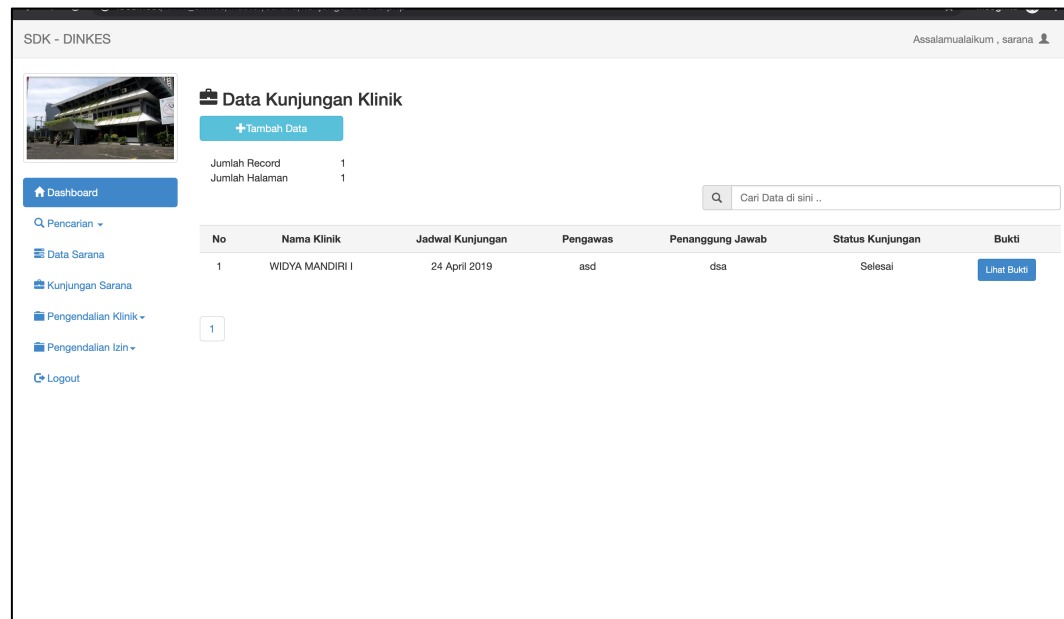 SDK - DINKES
Assalamualaikum , sarana
Data Kunjungan Klinik
+Tambah Data
Jumlah Record 1
Jumlah Halaman 1
Cari Data di sini ..
Dashboard
Pencarian
Data Sarana
Kunjungan Sarana
Pengendalian Klinik
Pengendalian Izin
Logout
No Nama Klinik Jadwal Kunjungan Pengawas Penanggung Jawab Status Kunjungan Bukti
1 WIDYA MANDIRI I 24 April 2019 asd dsa Selesai Lihat Bukti
1